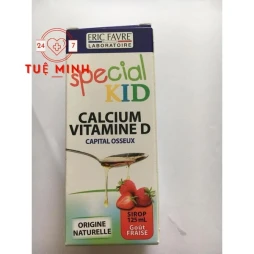 ERIC FAVRE
LABORATOIRE
24 7
TUỆ MINH
special
KID
CALCIUM
VITAMINE D
CAPITAL OSSEUX
ORIGINE
NATURELLE
SIROP
125 mL
Goût
FRAISE